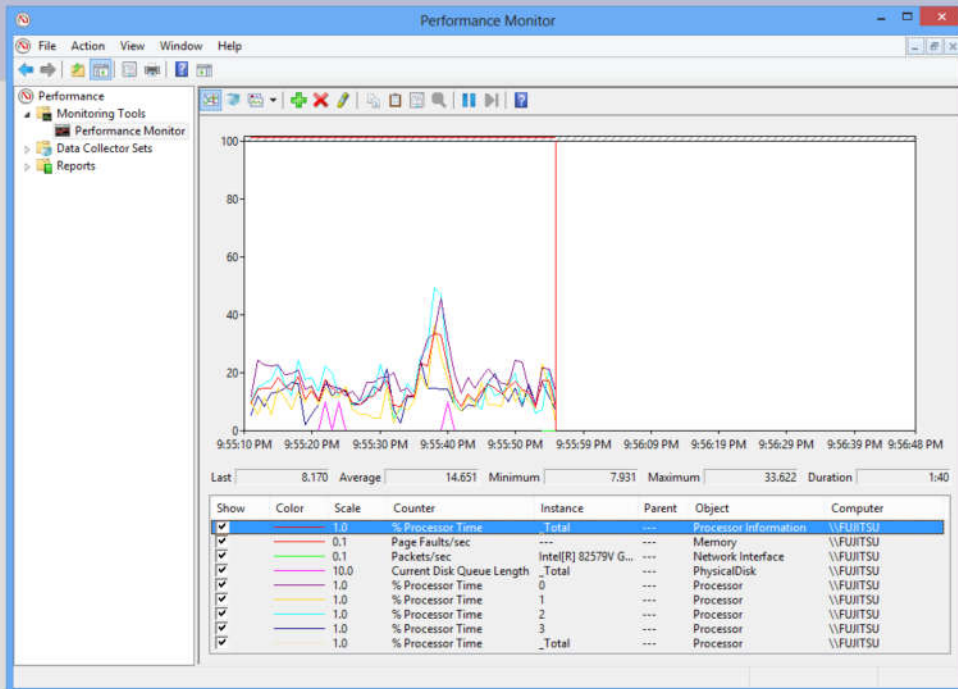 Performance Monitor
File Action View Window Help
Performance
Monitoring Tools
Performance Monitor
Data Collector Sets
Reports
100
80
60
40
20
0
9:55:10 PM 9:55:20 PM 9:55:30 PM 9:55:40 PM 9:55:50 PM 9:55:59 PM 9:56:09 PM 9:56:19 PM 9:56:29 PM 9:56:39 PM 9:56:48 PM
Last 8.170 Average 14.651 Minimum 7.931 Maximum 33.622 Duration 1:40
Show Color Scale Counter Instance Parent Object Computer
1.0 % Processor Time _Total --- Processor Information \\FUJITSU
0.1 Page Faults/sec --- --- Memory \\FUJITSU
0.1 Packets/sec Intel[R] 82579V G... --- Network Interface \\FUJITSU
10.0 Current Disk Queue Length _Total --- PhysicalDisk \\FUJITSU
1.0 % Processor Time 0 --- Processor \\FUJITSU
1.0 % Processor Time 1 --- Processor \\FUJITSU
1.0 % Processor Time 2 --- Processor \\FUJITSU
1.0 % Processor Time 3 --- Processor \\FUJITSU
1.0 % Processor Time _Total --- Processor \\FUJITSU